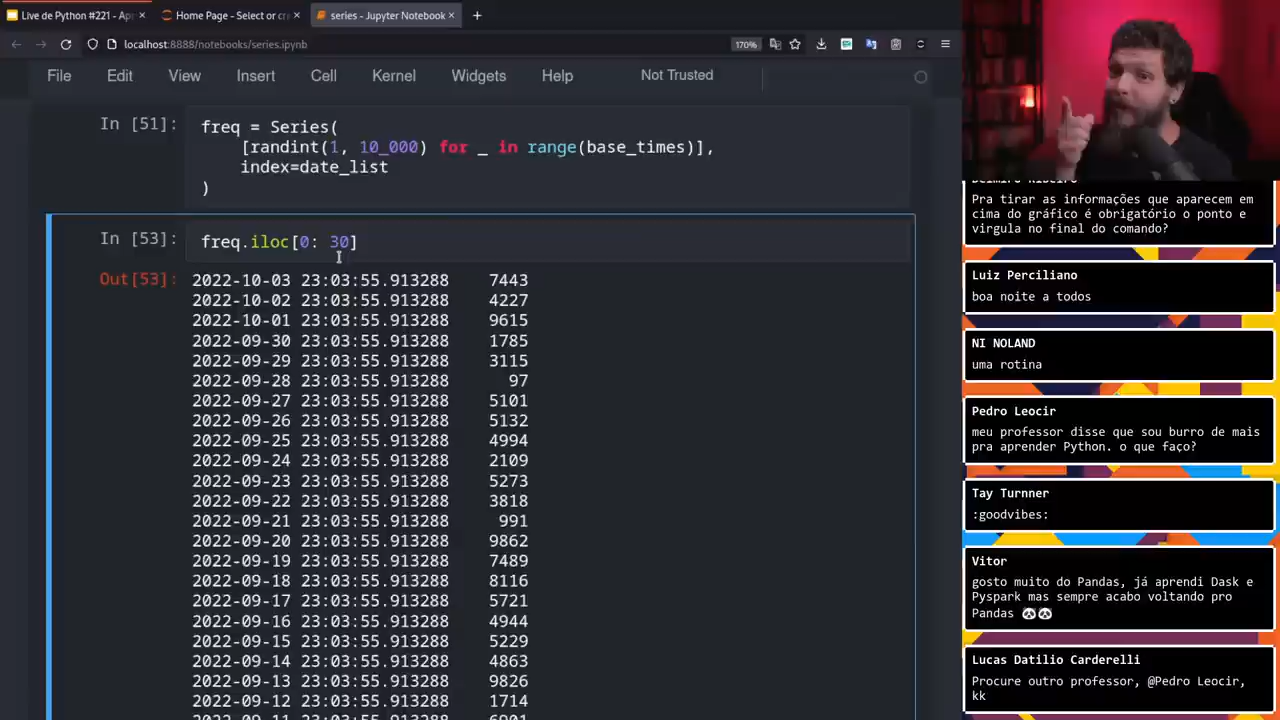 Live de Python #221 - Ap
Home Page - Select or cre
series - Jupyter Notebook
localhost:8888/notebooks/series.ipynb
170%
File Edit View Insert Cell Kernel Widgets Help Not Trusted
In [51]:
freq = Series(
[randint(1, 10_000) for _ in range(base_times)],
index=date_list
)
In [53]:
freq.iloc[0: 30]
Out[53]:
2022-10-03 23:03:55.913288 7443
2022-10-02 23:03:55.913288 4227
2022-10-01 23:03:55.913288 9615
2022-09-30 23:03:55.913288 1785
2022-09-29 23:03:55.913288 3115
2022-09-28 23:03:55.913288 97
2022-09-27 23:03:55.913288 5101
2022-09-26 23:03:55.913288 5132
2022-09-25 23:03:55.913288 4994
2022-09-24 23:03:55.913288 2109
2022-09-23 23:03:55.913288 5273
2022-09-22 23:03:55.913288 3818
2022-09-21 23:03:55.913288 991
2022-09-20 23:03:55.913288 9862
2022-09-19 23:03:55.913288 7489
2022-09-18 23:03:55.913288 8116
2022-09-17 23:03:55.913288 5721
2022-09-16 23:03:55.913288 4944
2022-09-15 23:03:55.913288 5229
2022-09-14 23:03:55.913288 4863
2022-09-13 23:03:55.913288 9826
2022-09-12 23:03:55.913288 1714
Pra tirar as informações que aparecem em
cima do gráfico é obrigatório o ponto e
virgula no final do comando?
Luiz Perciliano
boa noite a todos
NI NOLAND
uma rotina
Pedro Leocir
meu professor disse que sou burro de mais
pra aprender Python. o que faço?
Tay Turnner
:goodvibes:
Vitor
gosto muito do Pandas, já aprendi Dask e
Pyspark mas sempre acabo voltando pro
Pandas 🐼🐼
Lucas Datilio Carderelli
Procure outro professor, @Pedro Leocir,
kk